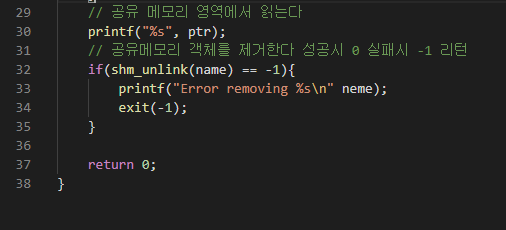 29 // 공유 메모리 영역에서 읽는다
30 printf("%s", ptr);
31 // 공유메모리 객체를 제거한다 성공시 0 실패시 -1 리턴
32 if(shm_unlink(name) == -1){
33 printf("Error removing %s\n" neme);
34 exit(-1);
35 }
36
37 return 0;
38 }